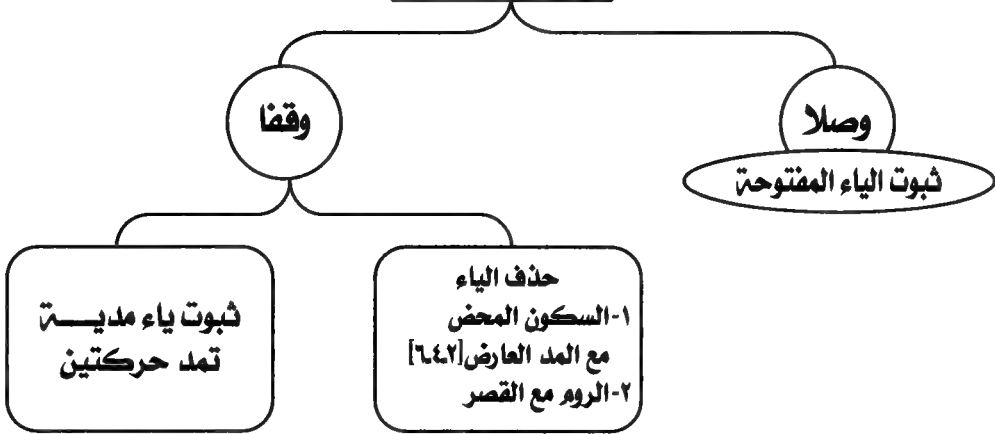 وصلا
ثبوت الياء المفتوحة
وقفا
حذف الياء
١-السكون المحض
مع المد العارض[٦،٤،٢]
٢-الروم مع القصر
ثبوت ياء مديـــة
تمد حركتين